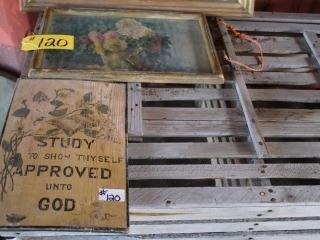 # 120
STUDY
TO SHOW THYSELF
APPROVED
UNTO
GOD
# 120